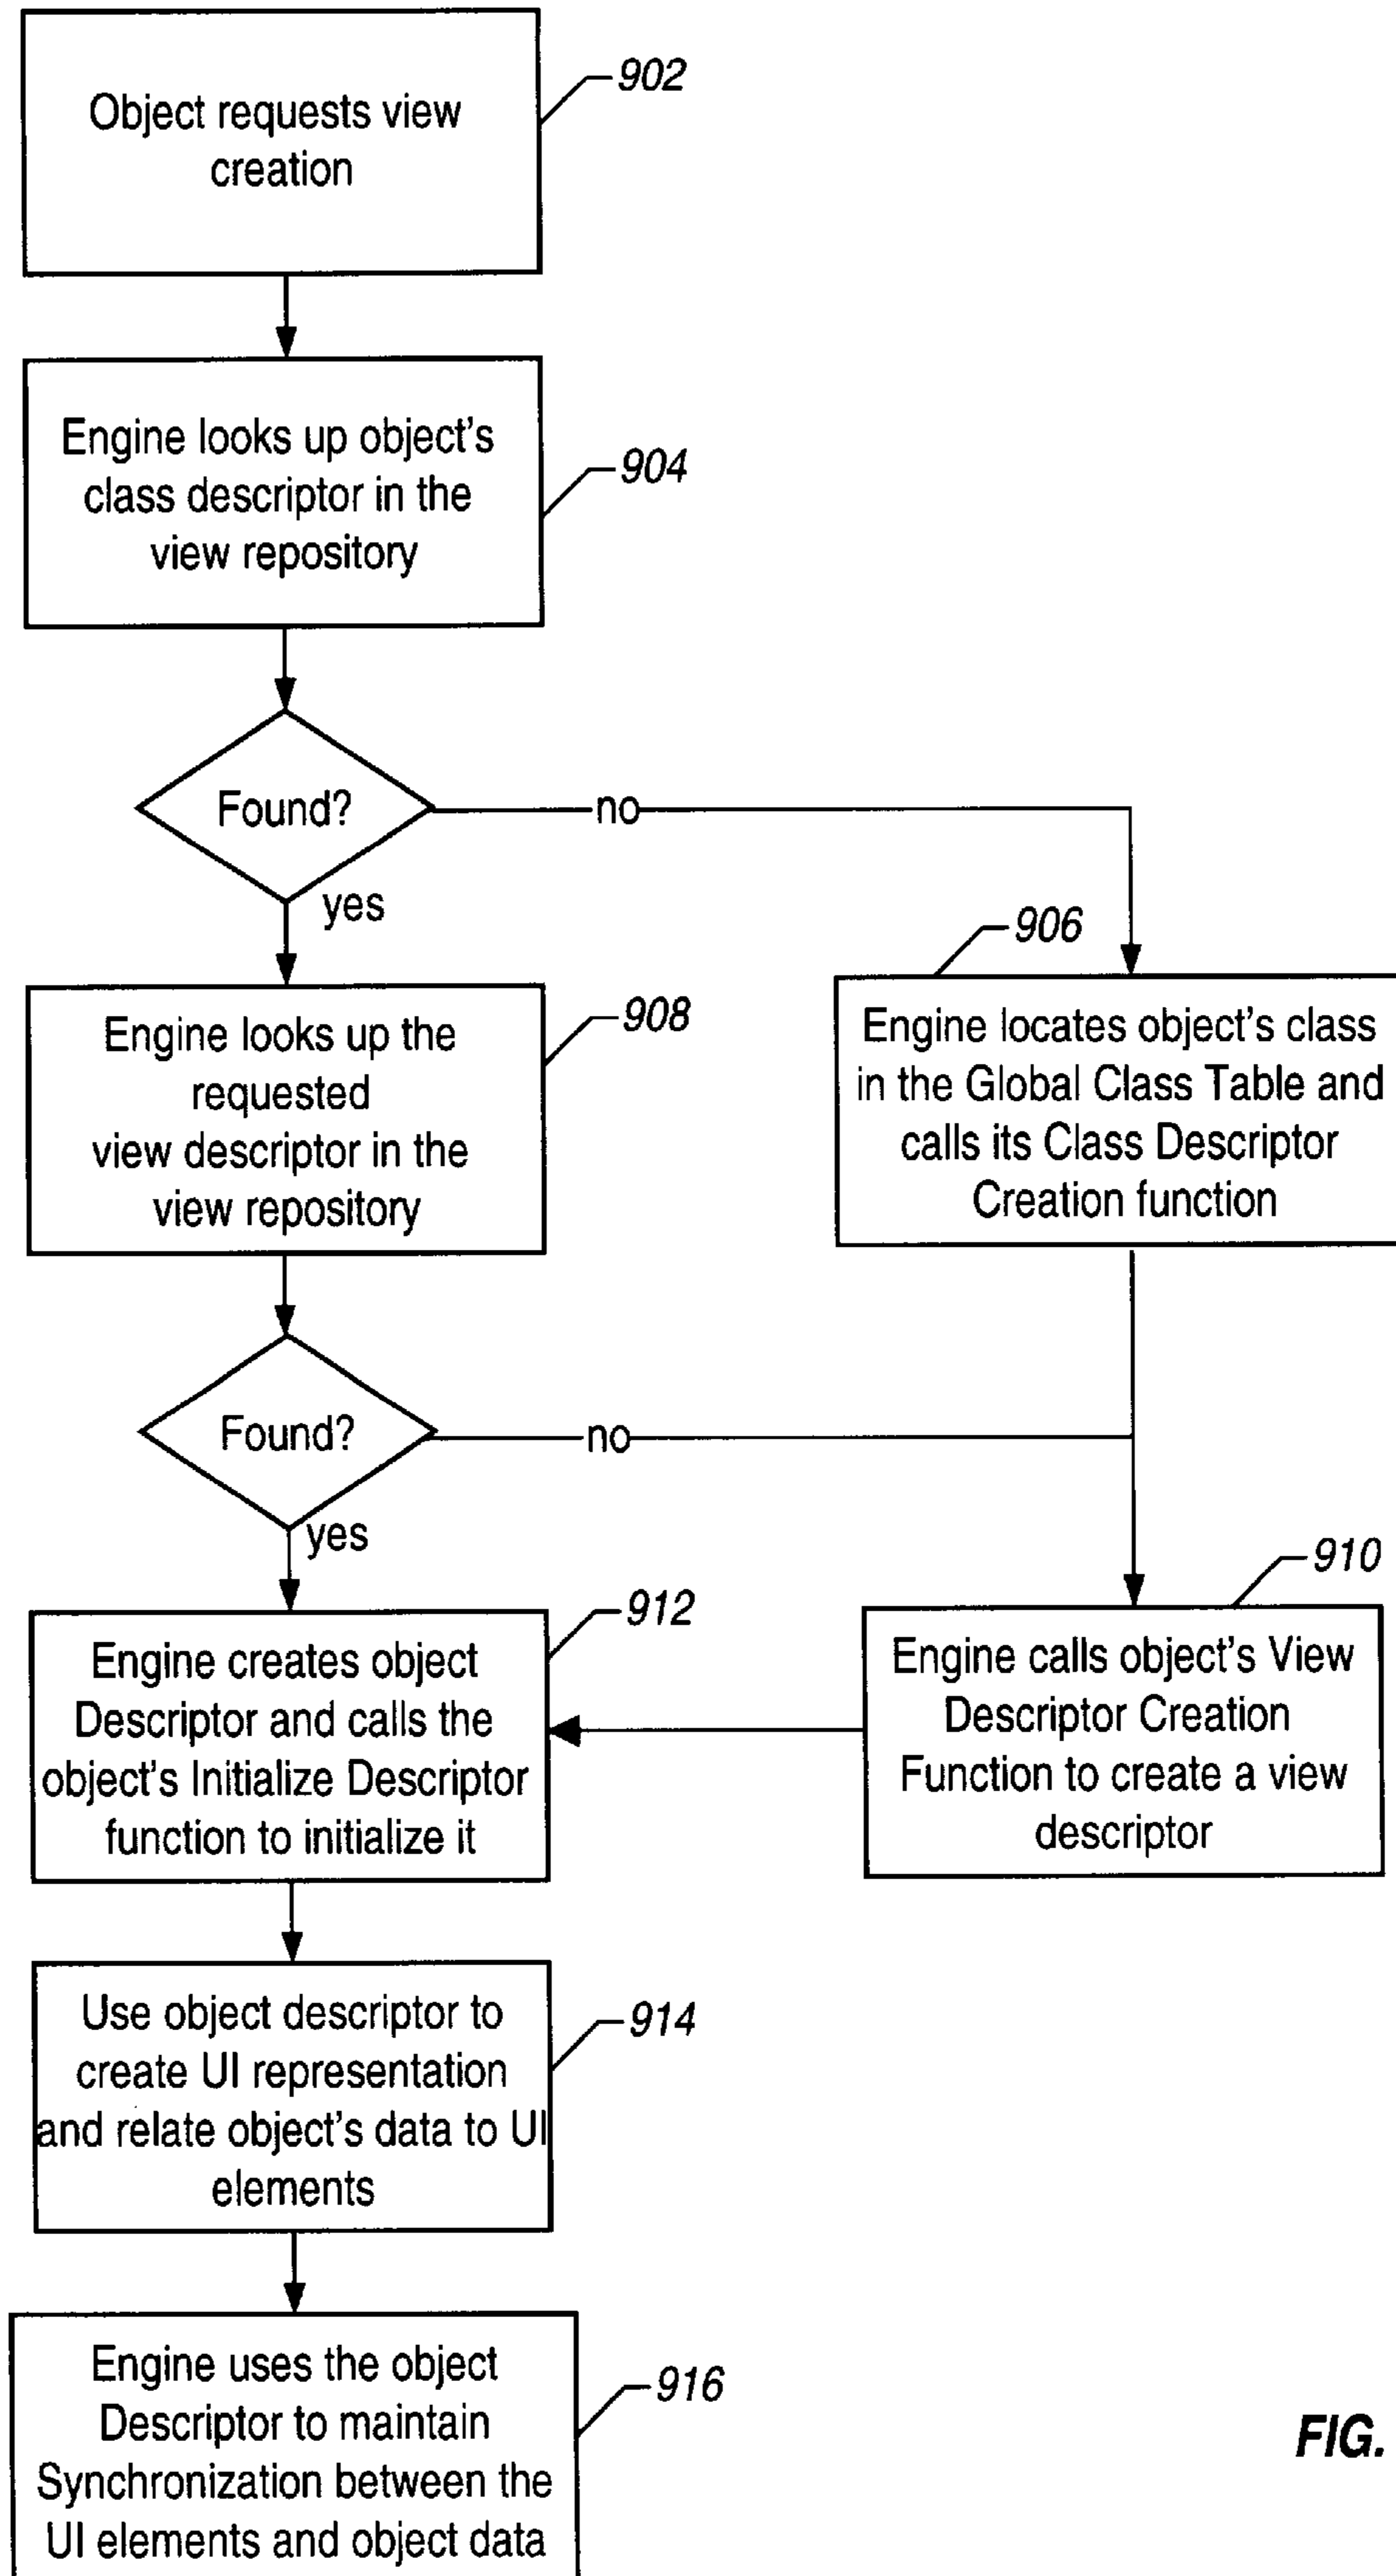 Object requests view
creation
902
Engine looks up object's
class descriptor in the
view repository
904
Found?
no
yes
906
Engine locates object's class
in the Global Class Table and
calls its Class Descriptor
Creation function
908
Engine looks up the
requested
view descriptor in the
view repository
Found?
no
yes
910
Engine calls object's View
Descriptor Creation
Function to create a view
descriptor
912
Engine creates object
Descriptor and calls the
object's Initialize Descriptor
function to initialize it
Use object descriptor to
create UI representation
and relate object's data to UI
elements
914
Engine uses the object
Descriptor to maintain
Synchronization between the
UI elements and object data
916
FIG.